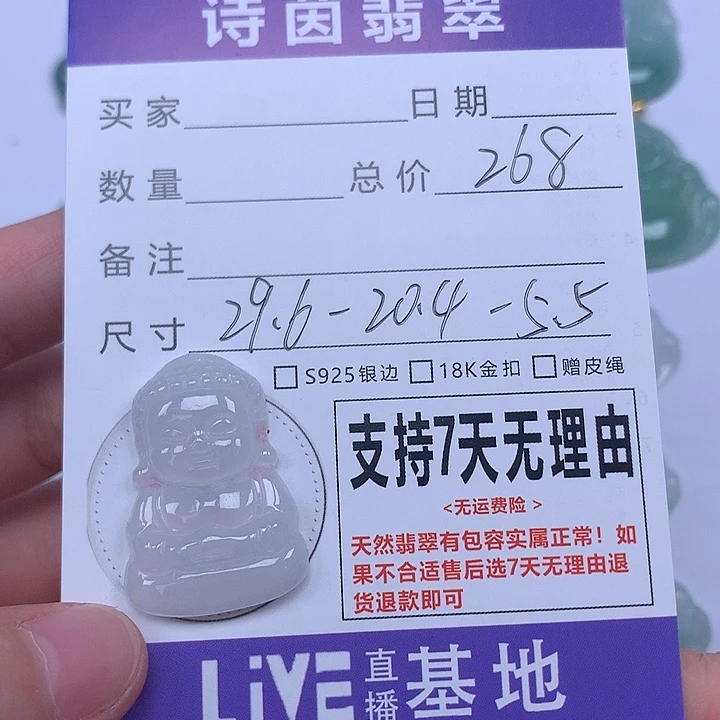 诗茵翡翠
买家 日期
数量 总价 268
备注
尺寸 29.6-20.4-5.5
S925银边 18K金扣 赠皮绳
支持7天无理由
<无运费险>
天然翡翠有包容实属正常！如
果不合适售后选7天无理由退
货退款即可
LiVE 直播 基地